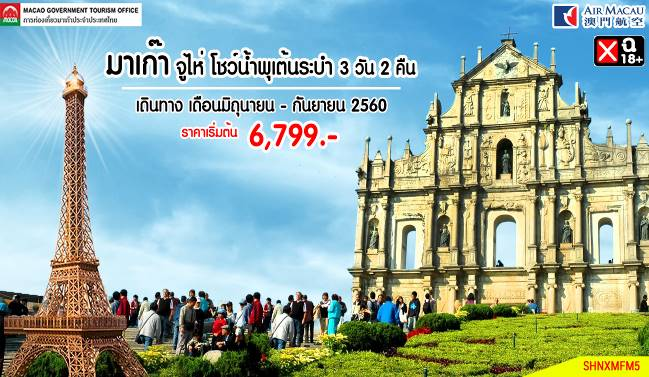 MACAO GOVERNMENT TOURISM OFFICE
การท่องเที่ยวมาเก๊าประจำประเทศไทย
AIR MACAU
澳門航空
X ฉ
18+
มาเก๊า จูไห่ โชว์น้ำพุเต้นระบำ 3 วัน 2 คืน
เดินทาง เดือนมิถุนายน - กันยายน 2560
ราคาเริ่มต้น 6,799.-
SHNXMFM5